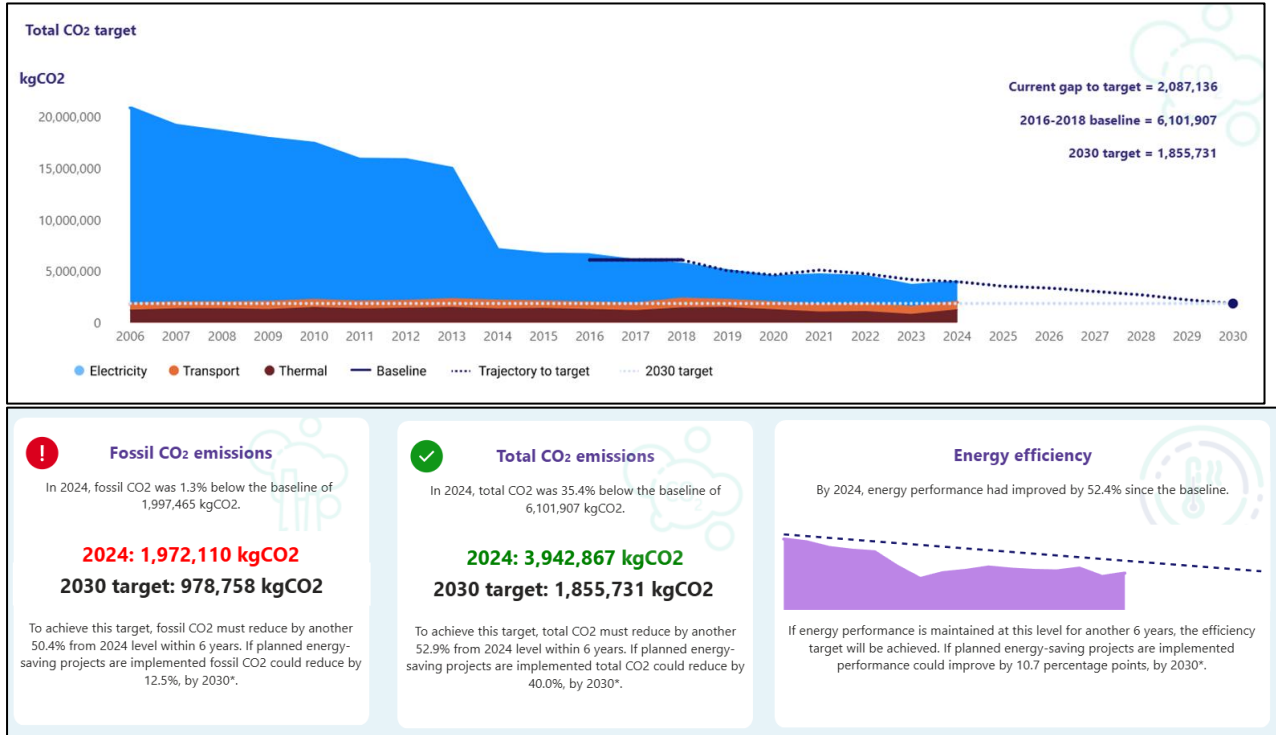 Total CO2 target
kgCO2
Current gap to target = 2,087,136
2016-2018 baseline = 6,101,907
2030 target = 1,855,731
20,000,000
15,000,000
10,000,000
5,000,000
0
2006 2007 2008 2009 2010 2011 2012 2013 2014 2015 2016 2017 2018 2019 2020 2021 2022 2023 2024 2025 2026 2027 2028 2029 2030
Electricity Transport Thermal Baseline Trajectory to target 2030 target
!
Fossil CO2 emissions
In 2024, fossil CO2 was 1.3% below the baseline of
1,997,465 kgCO2.
2024: 1,972,110 kgCO2
2030 target: 978,758 kgCO2
To achieve this target, fossil CO2 must reduce by another
50.4% from 2024 level within 6 years. If planned energy-
saving projects are implemented fossil CO2 could reduce by
12.5%, by 2030*.
Total CO2 emissions
In 2024, total CO2 was 35.4% below the baseline of
6,101,907 kgCO2.
2024: 3,942,867 kgCO2
2030 target: 1,855,731 kgCO2
To achieve this target, total CO2 must reduce by another
52.9% from 2024 level within 6 years. If planned energy-
saving projects are implemented total CO2 could reduce by
40.0%, by 2030*.
Energy efficiency
By 2024, energy performance had improved by 52.4% since the baseline.
If energy performance is maintained at this level for another 6 years, the efficiency
target will be achieved. If planned energy-saving projects are implemented
performance could improve by 10.7 percentage points, by 2030*.